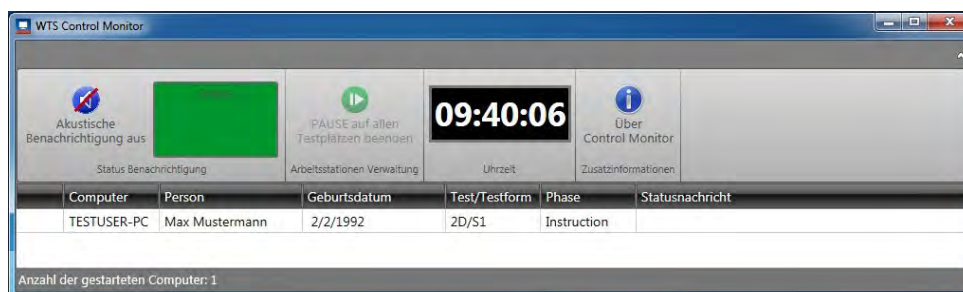 WTS Control Monitor
Akustische
Benachrichtigung aus
Status Benachrichtigung
PAUSE auf allen
Testplätzen beenden
Arbeitsstationen Verwaltung
09:40:06
Uhrzeit
Über
Control Monitor
Zusatzinformationen
Computer Person Geburtsdatum Test/Testform Phase Statusnachricht
TESTUSER-PC Max Mustermann 2/2/1992 2D/S1 Instruction
Anzahl der gestarteten Computer: 1